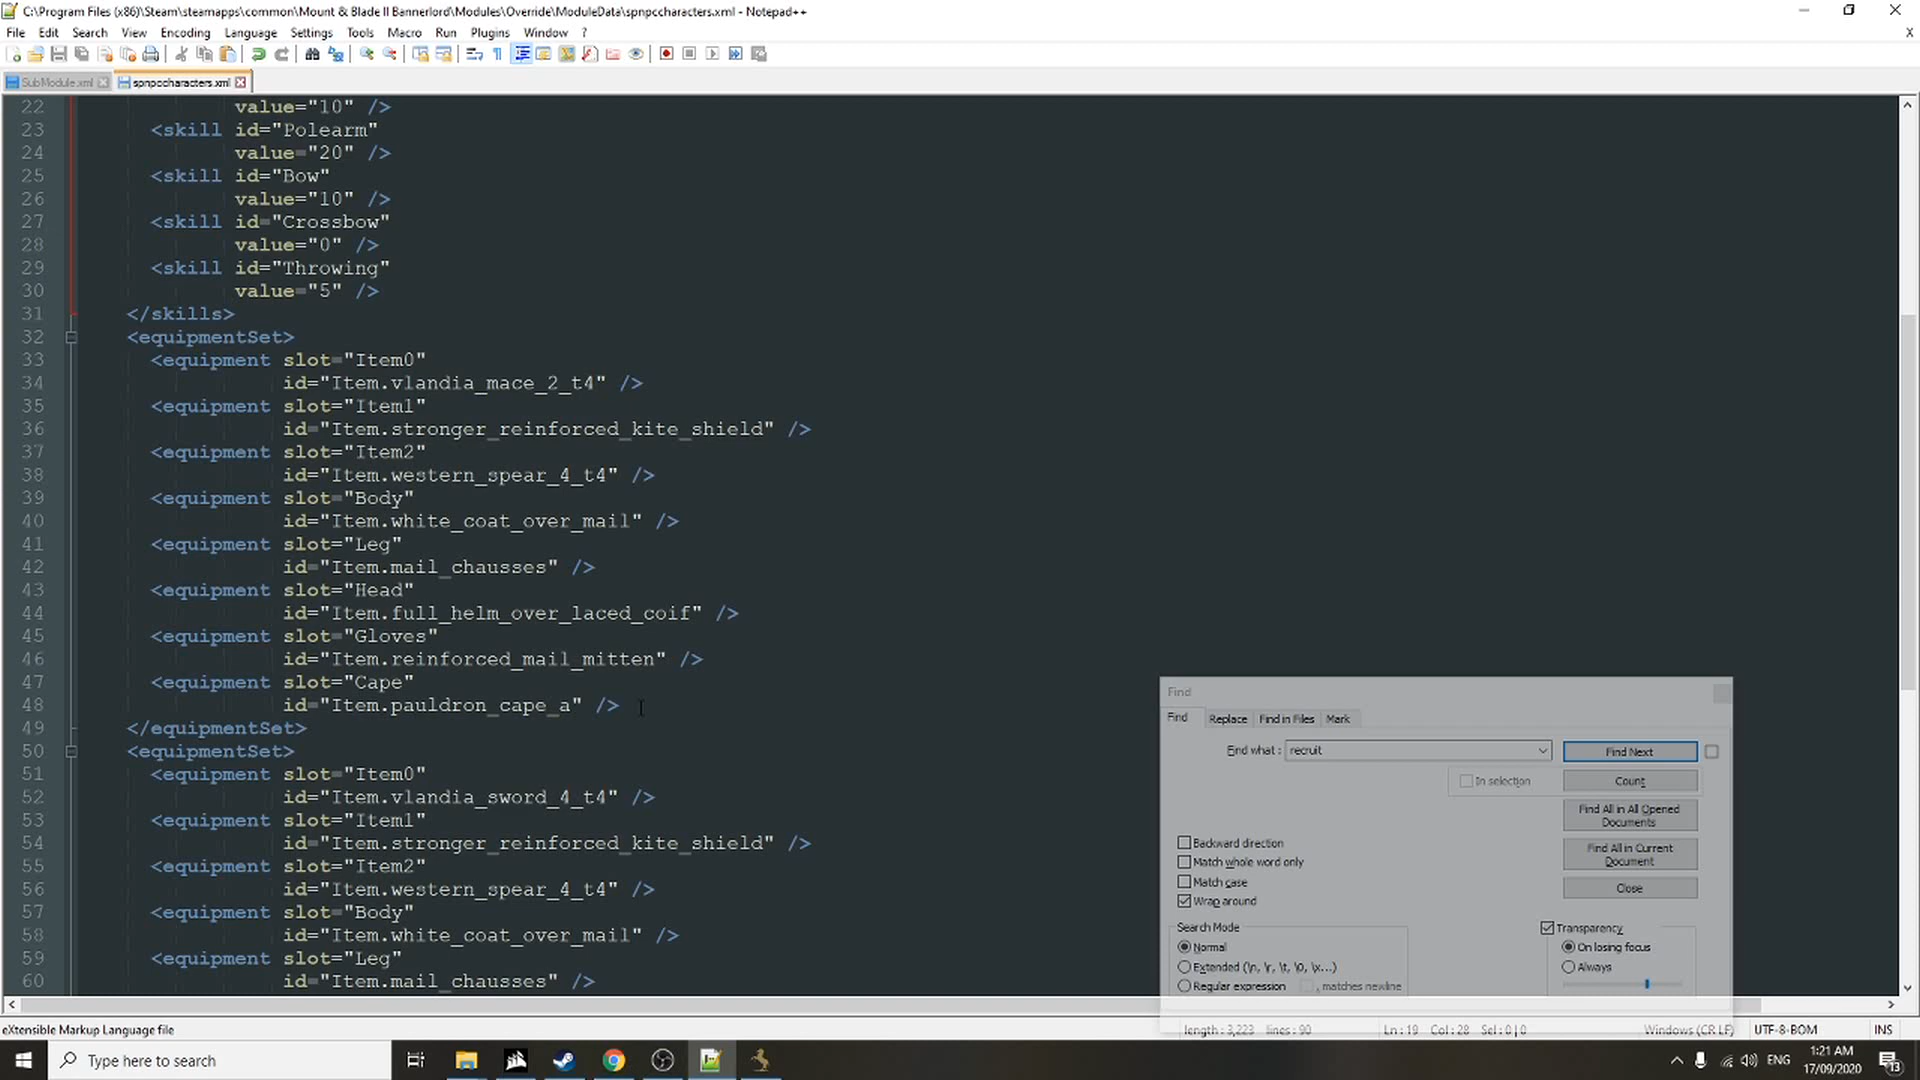 C:\Program Files (x86)\Steam\steamapps\common\Mount & Blade II Bannerlord\Modules\Override\ModuleData\spnpccharacters.xml - Notepad++
File Edit Search View Encoding Language Settings Tools Macro Run Plugins Window ? X
SubModule.xml spnpccharacters.xml
22 value="10" />
23 <skill id="Polearm"
24 value="20" />
25 <skill id="Bow"
26 value="10" />
27 <skill id="Crossbow"
28 value="0" />
29 <skill id="Throwing"
30 value="5" />
31 </skills>
32 <equipmentSet>
33 <equipment slot="Item0"
34 id="Item.vlandia_mace_2_t4" />
35 <equipment slot="Item1"
36 id="Item.stronger_reinforced_kite_shield" />
37 <equipment slot="Item2"
38 id="Item.western_spear_4_t4" />
39 <equipment slot="Body"
40 id="Item.white_coat_over_mail" />
41 <equipment slot="Leg"
42 id="Item.mail_chausses" />
43 <equipment slot="Head"
44 id="Item.full_helm_over_laced_coif" />
45 <equipment slot="Gloves"
46 id="Item.reinforced_mail_mitten" />
47 <equipment slot="Cape"
48 id="Item.pauldron_cape_a" />
49 </equipmentSet>
50 <equipmentSet>
51 <equipment slot="Item0"
52 id="Item.vlandia_sword_4_t4" />
53 <equipment slot="Item1"
54 id="Item.stronger_reinforced_kite_shield" />
55 <equipment slot="Item2"
56 id="Item.western_spear_4_t4" />
57 <equipment slot="Body"
58 id="Item.white_coat_over_mail" />
59 <equipment slot="Leg"
60 id="Item.mail_chausses" />
Find
Find Replace Find in Files Mark
Find what : recruit Find Next
In selection Count
Find All in All Opened Documents
Find All in Current Document
Close
Backward direction
Match whole word only
Match case
Wrap around
Search Mode
Normal
Extended (\n, \r, \t, \0, \x...)
Regular expression . matches newline
Transparency
On losing focus
Always
eXtensible Markup Language file length : 3,223 lines : 90 Ln : 19 Col : 28 Sel : 0 | 0 Windows (CR LF) UTF-8-BOM INS
Type here to search ENG 1:21 AM 17/09/2020 13